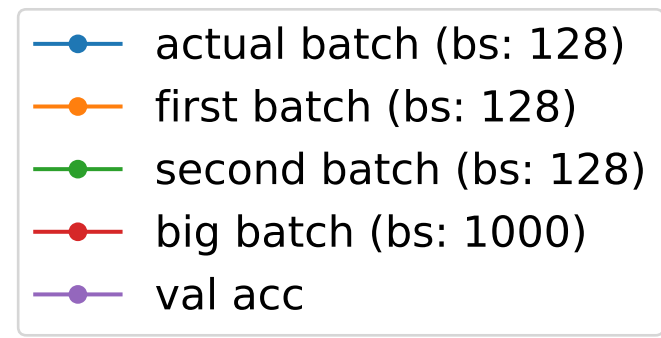 actual batch (bs: 128)
first batch (bs: 128)
second batch (bs: 128)
big batch (bs: 1000)
val acc